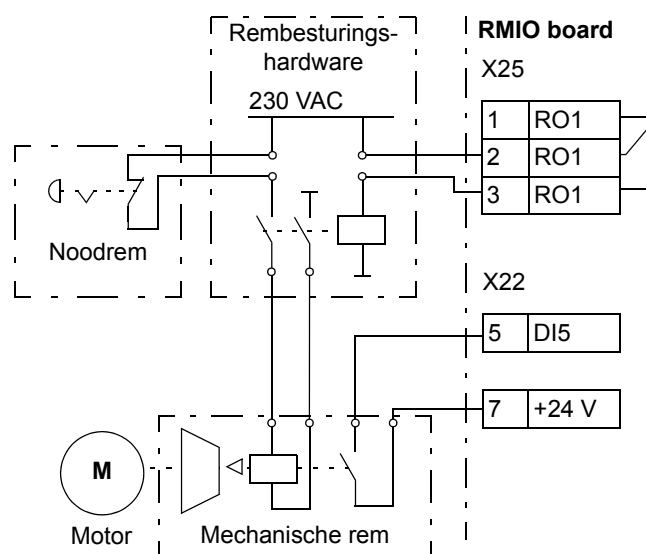 Rembesturings-
hardware
RMIO board
X25
230 VAC
1 RO1
2 RO1
3 RO1
Noodrem
X22
5 DI5
7 +24 V
M
Motor
Mechanische rem